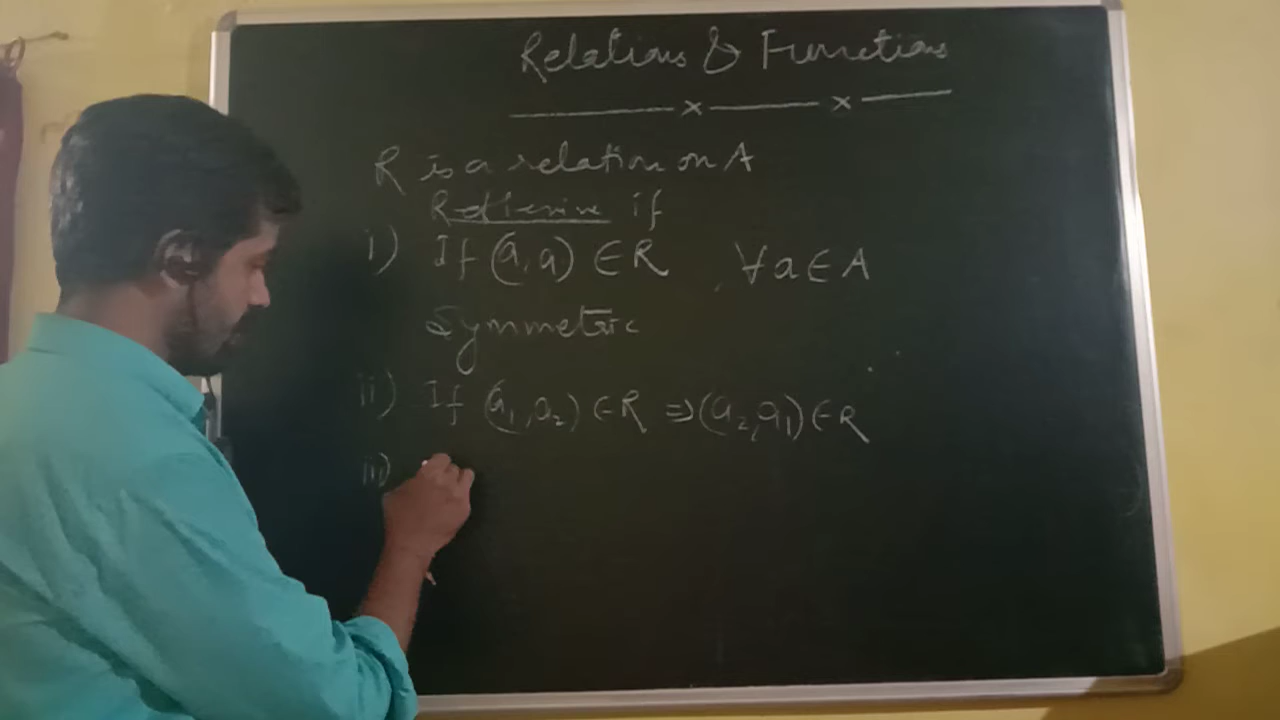 Relations & Functions
R is a relation on A
Reflexive if
i) If (a, a) ∈ R , ∀ a ∈ A
Symmetric
ii) If (a₁, a₂) ∈ R ⇒ (a₂, a₁) ∈ R
iii)